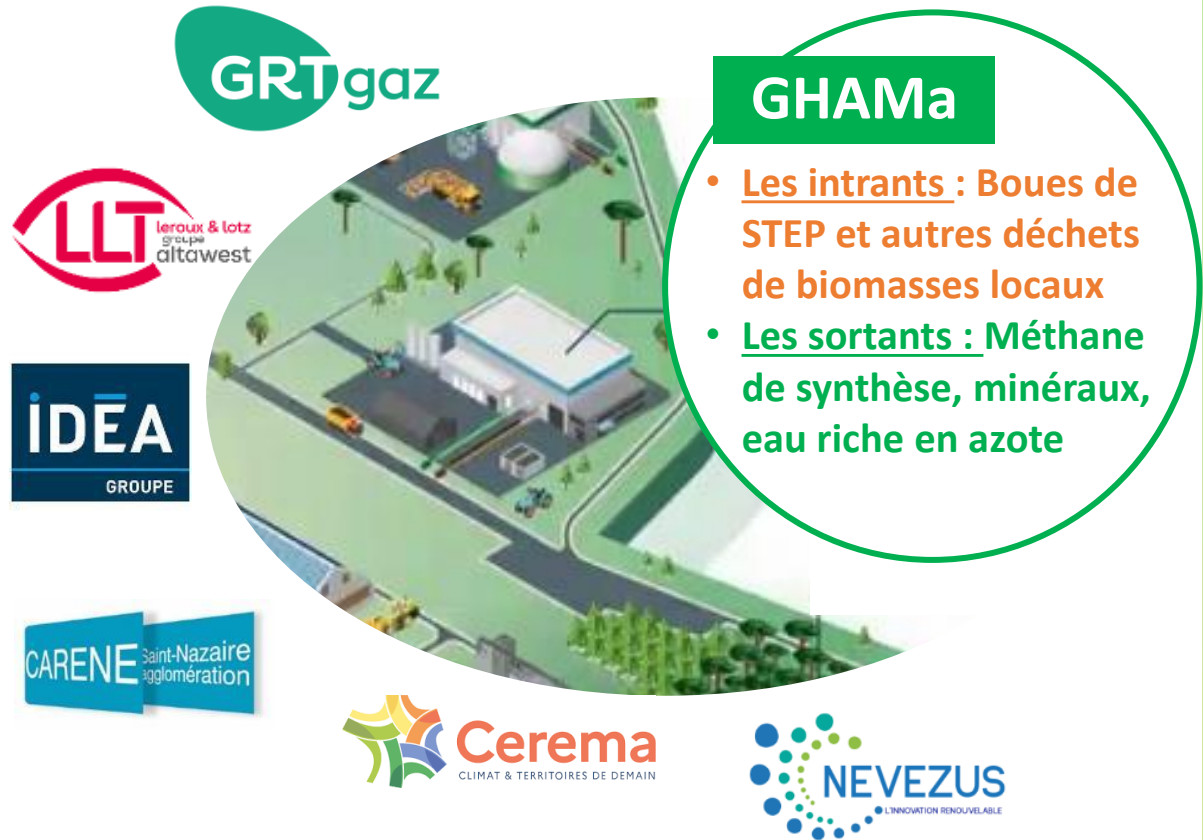 GRTgaz
GHAMa
• Les intrants : Boues de
STEP et autres déchets
de biomasses locaux
• Les sortants : Méthane
de synthèse, minéraux,
eau riche en azote
LLT
leroux & lotz
groupe
altawest
iDĒA
GROUPE
CARENE
Saint-Nazaire
agglomération
Cerema
CLIMAT & TERRITOIRES DE DEMAIN
NEVEZUS
L'INNOVATION RENOUVELABLE